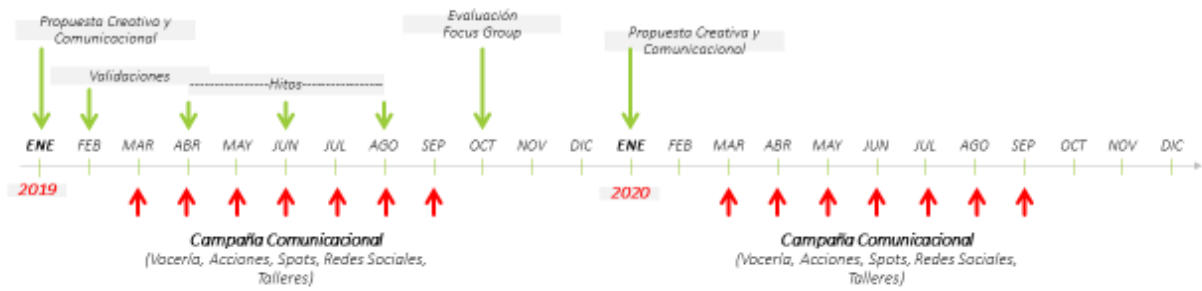 Propuesta Creativa y
Comunicacional
Validaciones
--------------------Hitos--------------------
Evaluación
Focus Group
Propuesta Creativa y
Comunicacional
ENE FEB MAR ABR MAY JUN JUL AGO SEP OCT NOV DIC ENE FEB MAR ABR MAY JUN JUL AGO SEP OCT NOV DIC
2019
2020
Campaña Comunicacional
(Vocería, Acciones, Spots, Redes Sociales,
Talleres)
Campaña Comunicacional
(Vocería, Acciones, Spots, Redes Sociales,
Talleres)